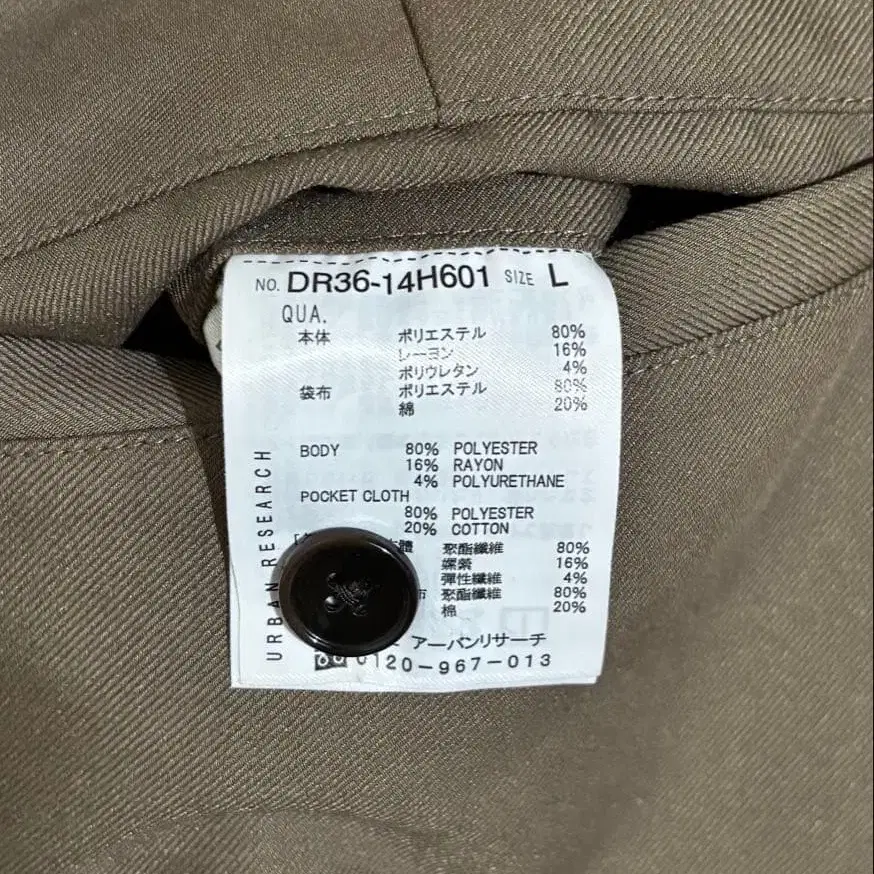 NO. DR36-14H601 SIZE L
QUA.
本体 ポリエステル 80%
レーヨン 16%
ポリウレタン 4%
袋布 ポリエステル 80%
綿 20%
BODY 80% POLYESTER
16% RAYON
4% POLYURETHANE
POCKET CLOTH
80% POLYESTER
20% COTTON
體 聚酯纖維 80%
嫘縈 16%
彈性纖維 4%
布 聚酯纖維 80%
棉 20%
アーバンリサーチ
0120-967-013
URBAN RESEARCH